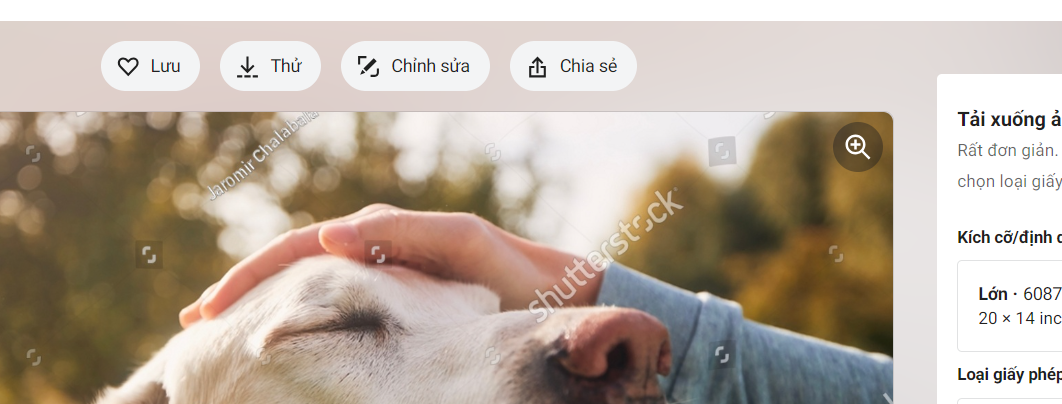 Lưu
Thử
Chỉnh sửa
Chia sẻ
Jaromir Chalabala
shutterstock
Tải xuống
Rất đơn giản.
chọn loại giấy
Kích cỡ/định
Lớn · 6087
20 × 14 inc
Loại giấy phép